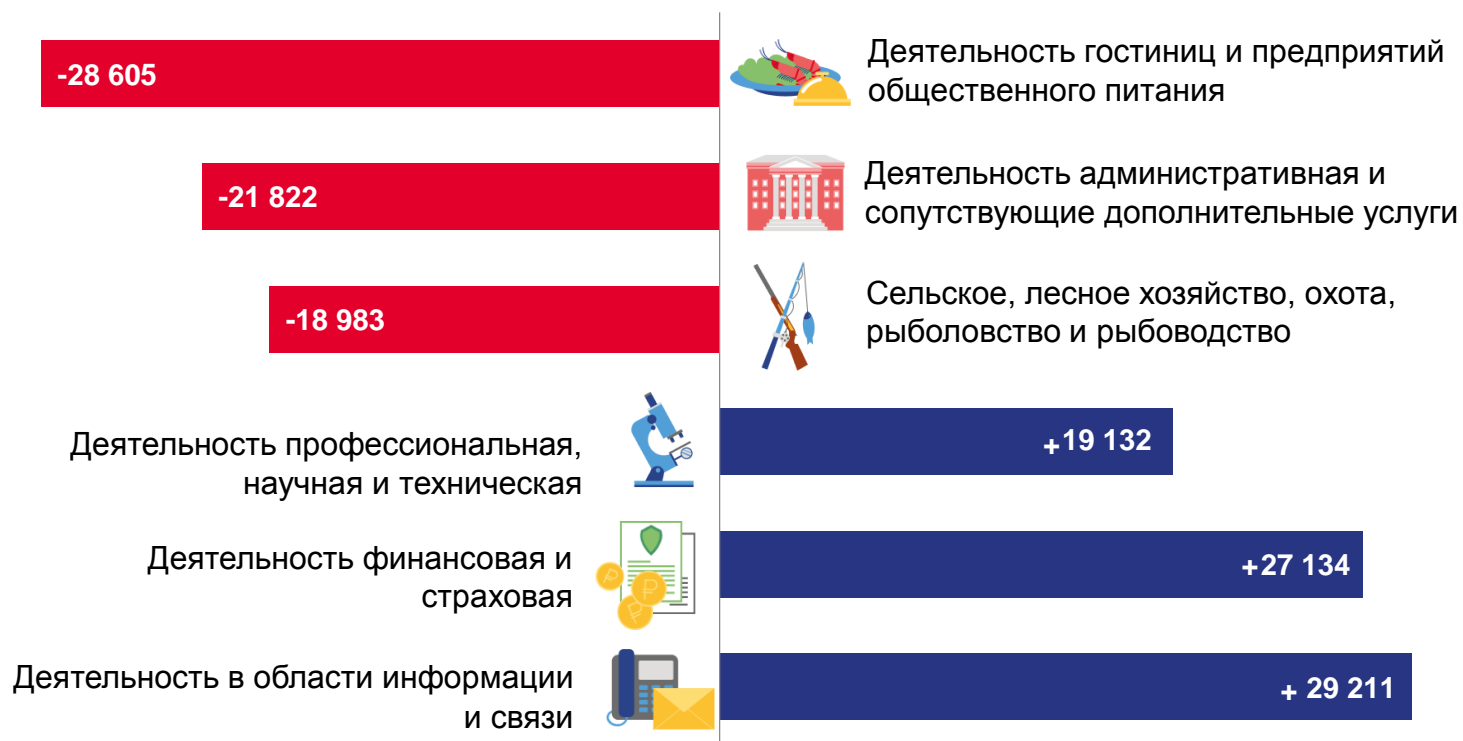 -28 605
Деятельность гостиниц и предприятий
общественного питания
-21 822
Деятельность административная и
сопутствующие дополнительные услуги
-18 983
Сельское, лесное хозяйство, охота,
рыболовство и рыбоводство
Деятельность профессиональная,
научная и техническая
+19 132
Деятельность финансовая и
страховая
+27 134
Деятельность в области информации
и связи
+ 29 211